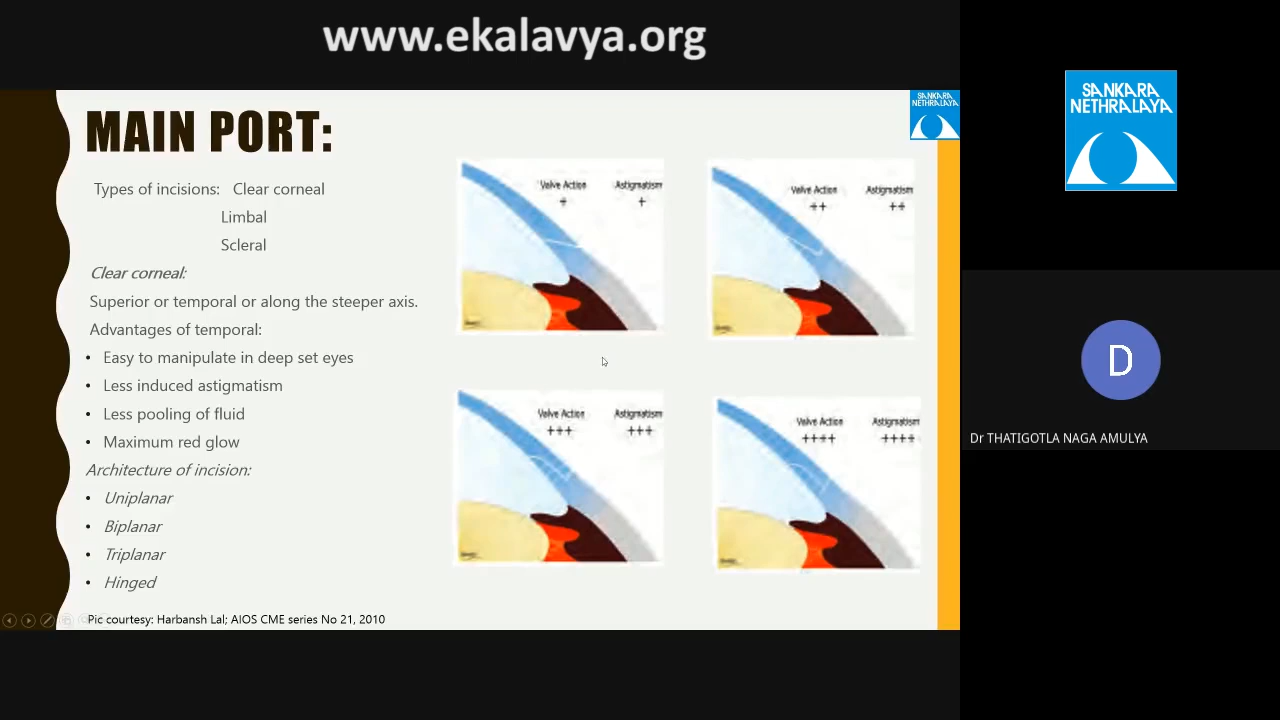 www.ekalavya.org
SANKARA
NETHRALAYA
MAIN PORT:
Types of incisions: Clear corneal
Limbal
Scleral
Clear corneal:
Superior or temporal or along the steeper axis.
Advantages of temporal:
• Easy to manipulate in deep set eyes
• Less induced astigmatism
• Less pooling of fluid
• Maximum red glow
Architecture of incision:
• Uniplanar
• Biplanar
• Triplanar
• Hinged
Pic courtesy: Harbansh Lal; AIOS CME series No 21, 2010
Valve Action Astigmatism
+ +
Valve Action Astigmatism
++ ++
Valve Action Astigmatism
+++ +++
Valve Action Astigmatism
++++ ++++
SANKARA
NETHRALAYA
D
Dr THATIGOTLA NAGA AMULYA